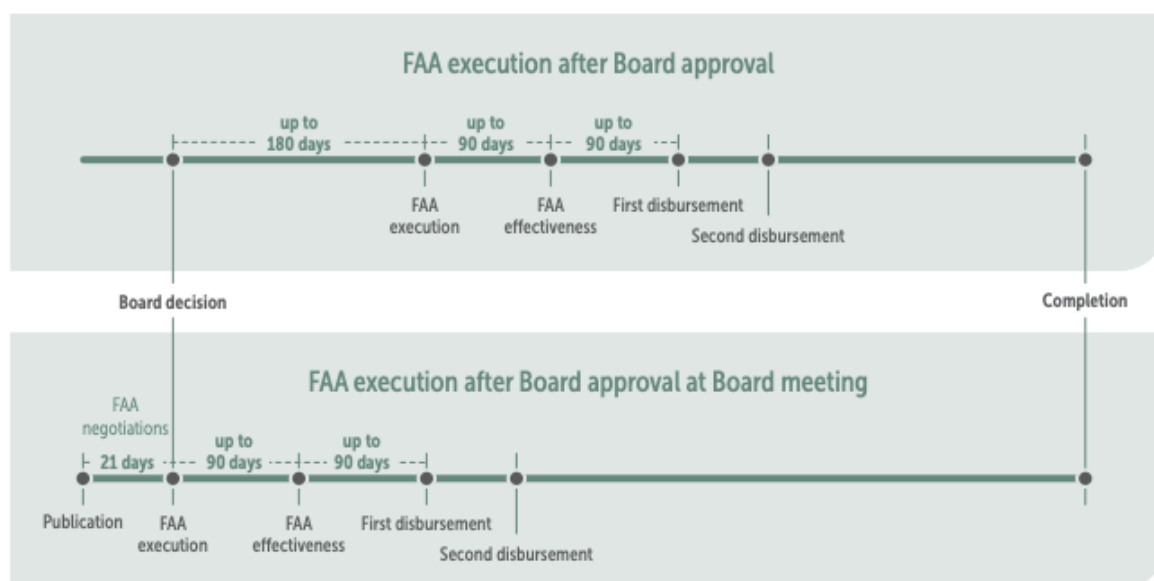 FAA execution after Board approval
up to
180 days
up to
90 days
up to
90 days
FAA
execution
FAA
effectiveness
First disbursement
Second disbursement
Board decision
Completion
FAA execution after Board approval at Board meeting
FAA
negotiations
21 days
up to
90 days
up to
90 days
Publication
FAA
execution
FAA
effectiveness
First disbursement
Second disbursement